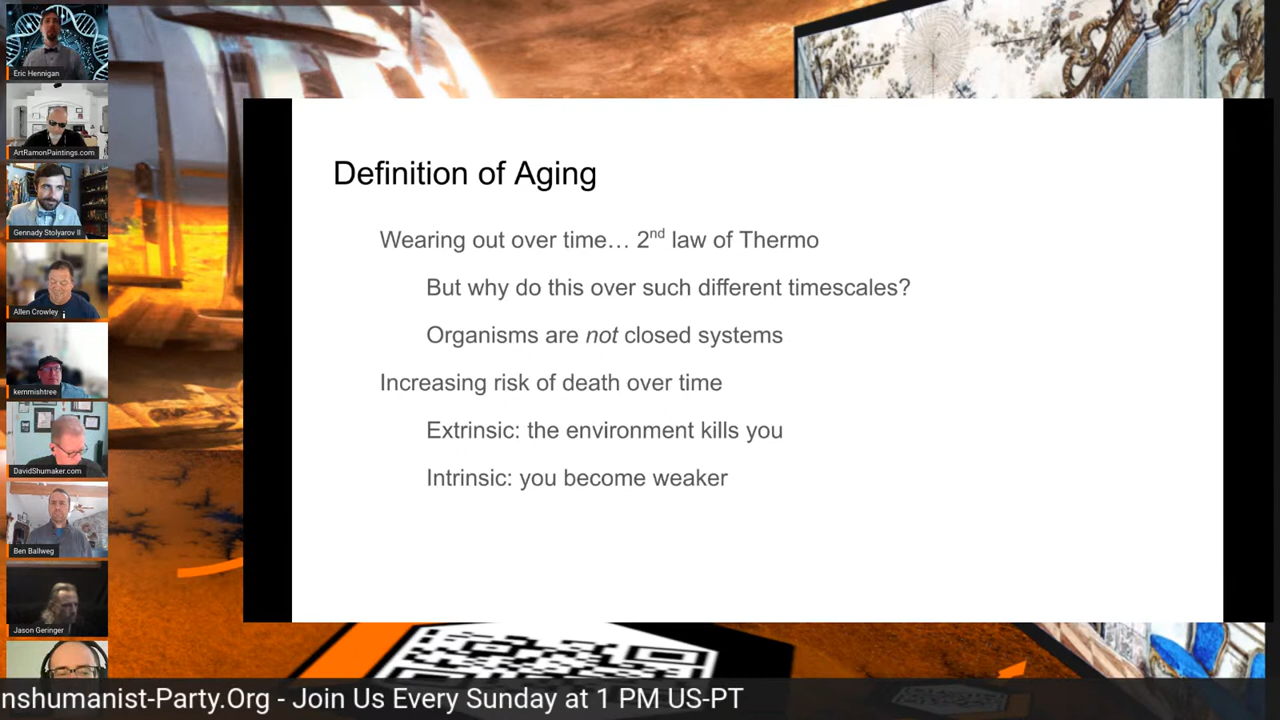 Eric Hennigan
ArtRamonPaintings.com
Gennady Stolyarov II
Allen Crowley
kemmishtree
DavidShumaker.com
Ben Ballweg
Jason Geringer
Definition of Aging
Wearing out over time… 2nd law of Thermo
But why do this over such different timescales?
Organisms are not closed systems
Increasing risk of death over time
Extrinsic: the environment kills you
Intrinsic: you become weaker
nshumanist-Party.Org - Join Us Every Sunday at 1 PM US-PT